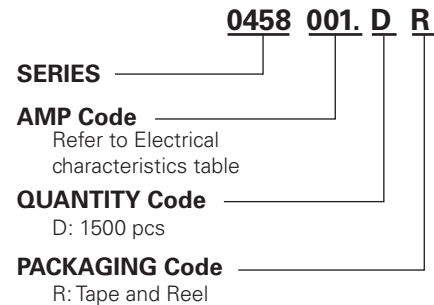 0458 001. D R
SERIES
AMP Code
Refer to Electrical
characteristics table
QUANTITY Code
D: 1500 pcs
PACKAGING Code
R: Tape and Reel